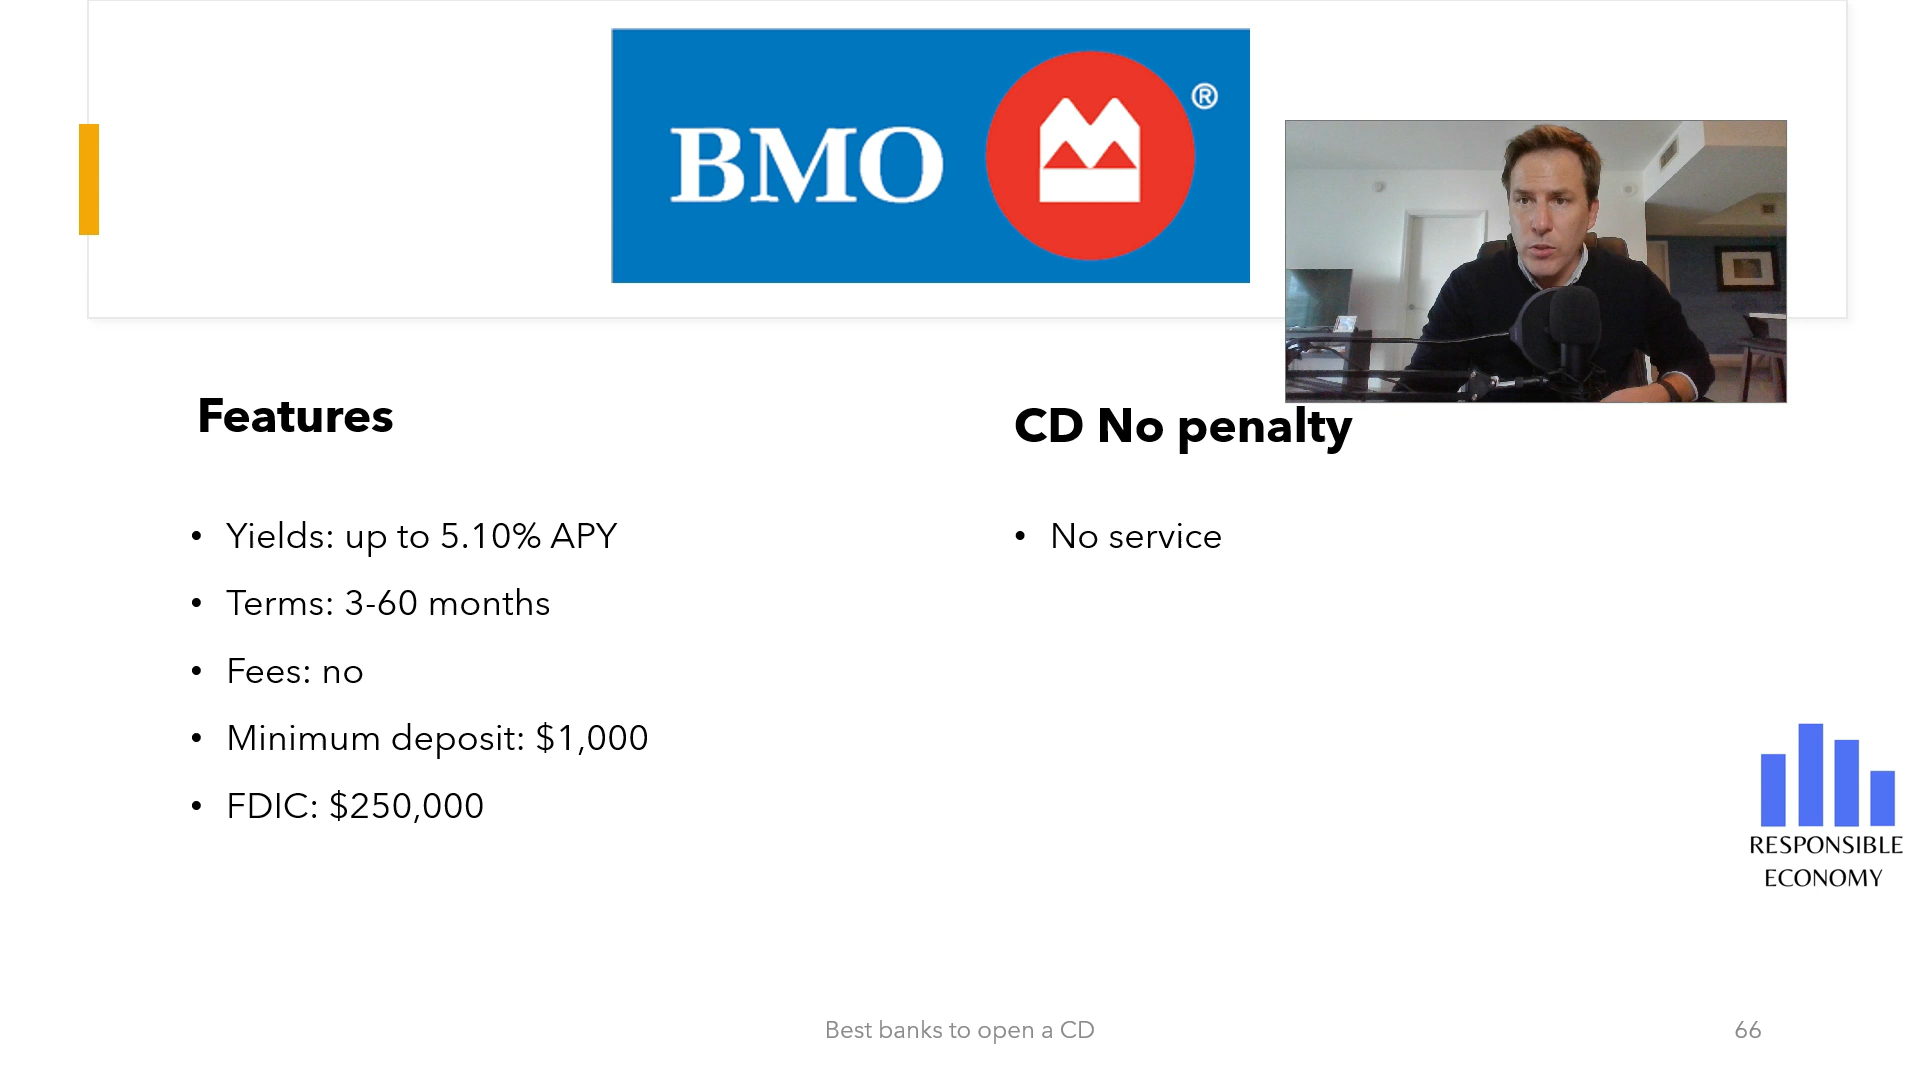 BMO ®
Features
CD No penalty
• Yields: up to 5.10% APY
• Terms: 3-60 months
• Fees: no
• Minimum deposit: $1,000
• FDIC: $250,000
• No service
RESPONSIBLE
ECONOMY
Best banks to open a CD
66